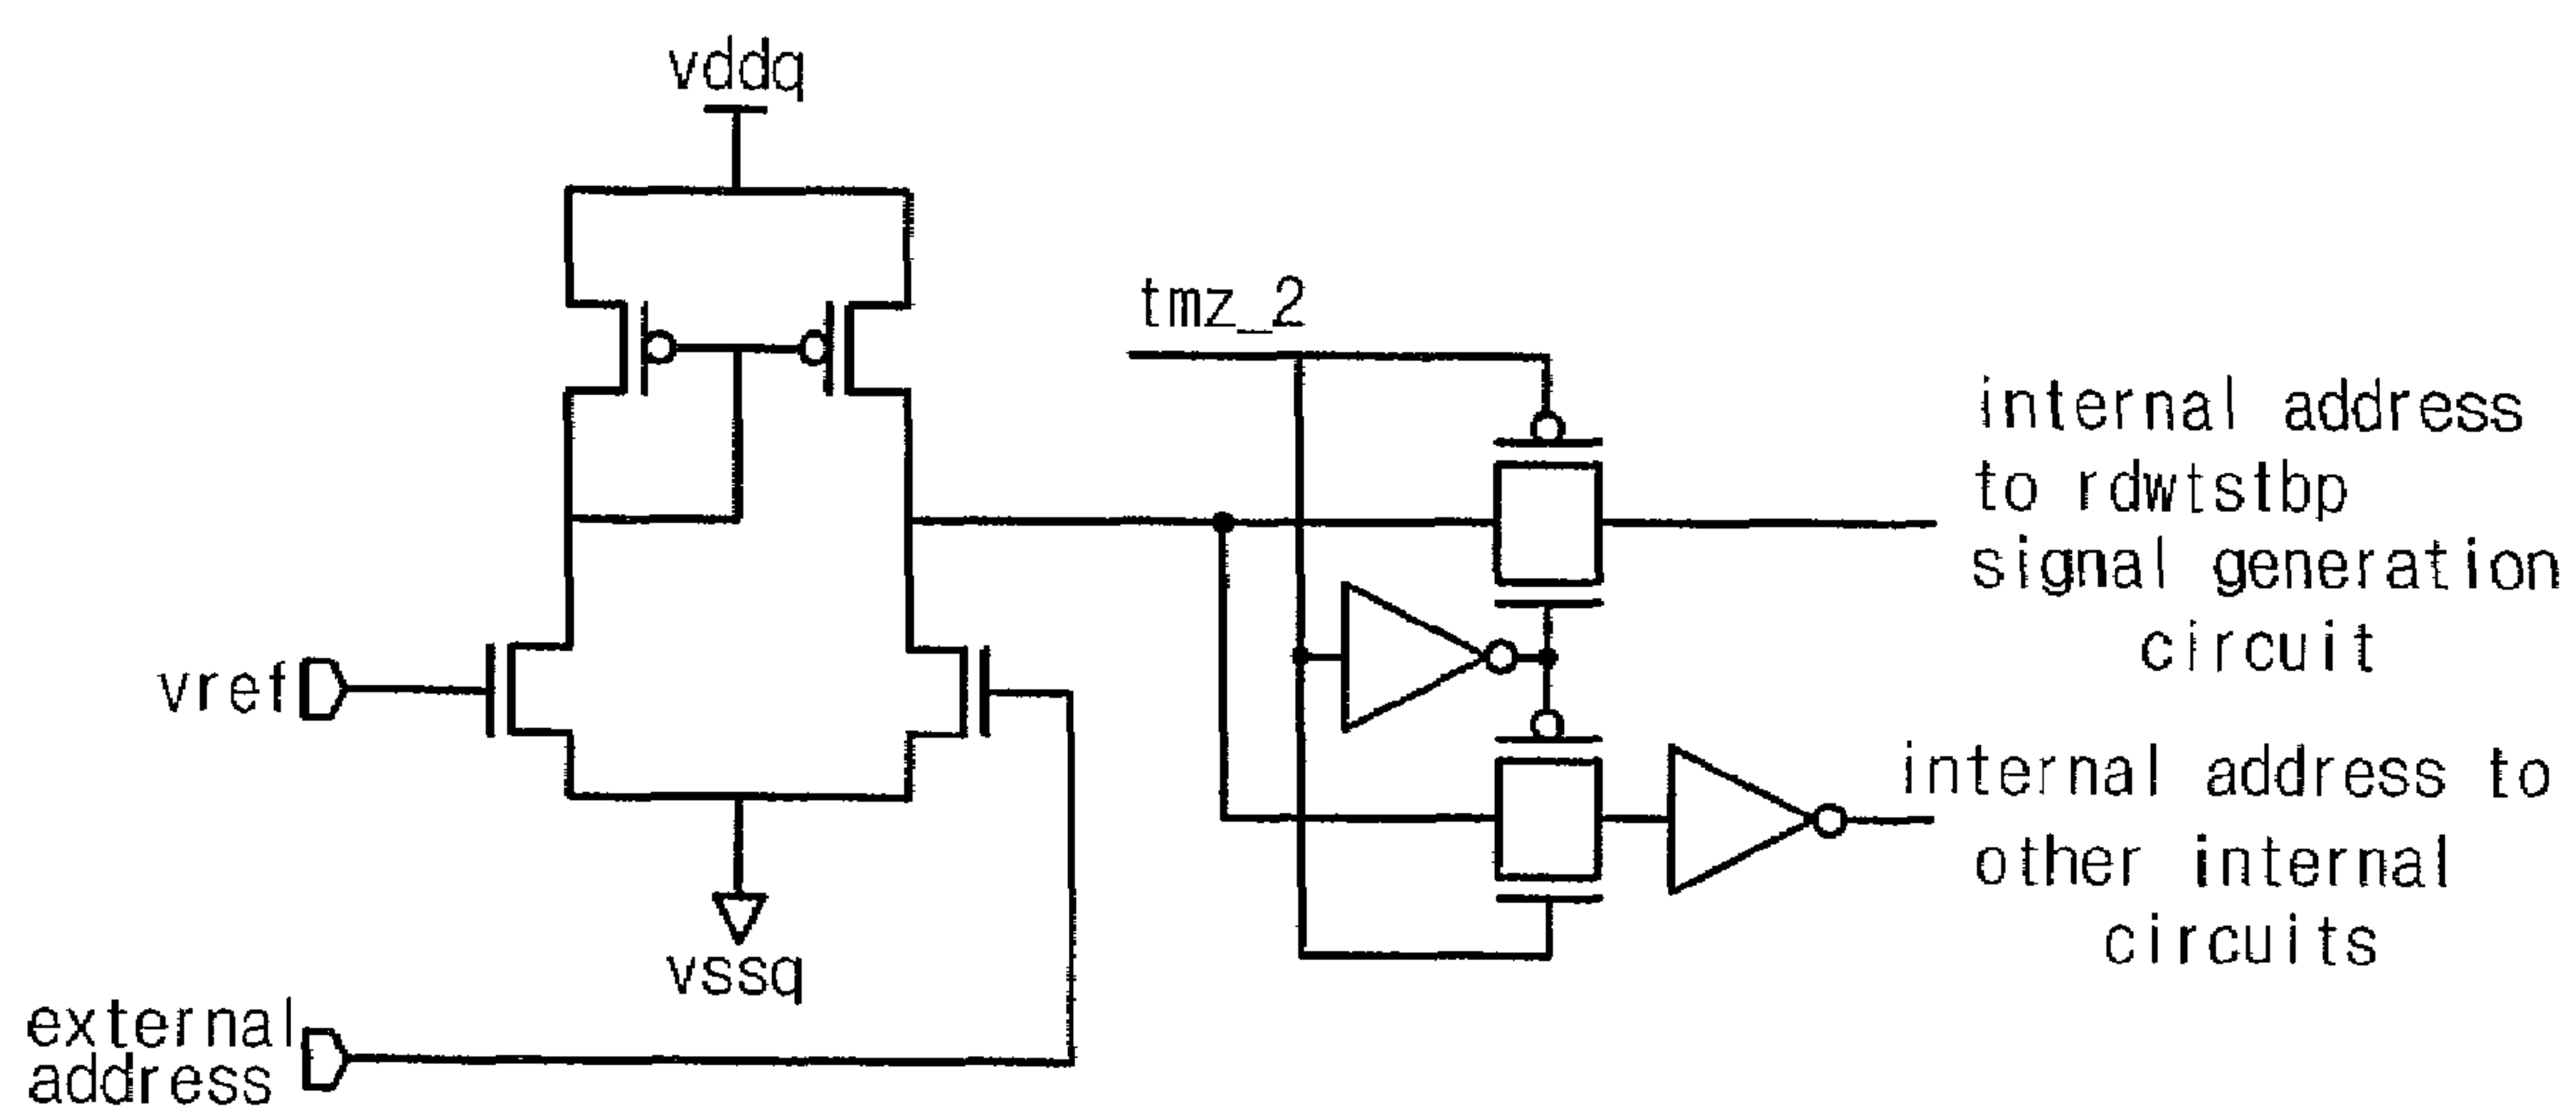 vddq
tmz_2
internal address
to rdwtstbp
signal generation
circuit
vref
internal address to
other internal
circuits
vssq
external
address